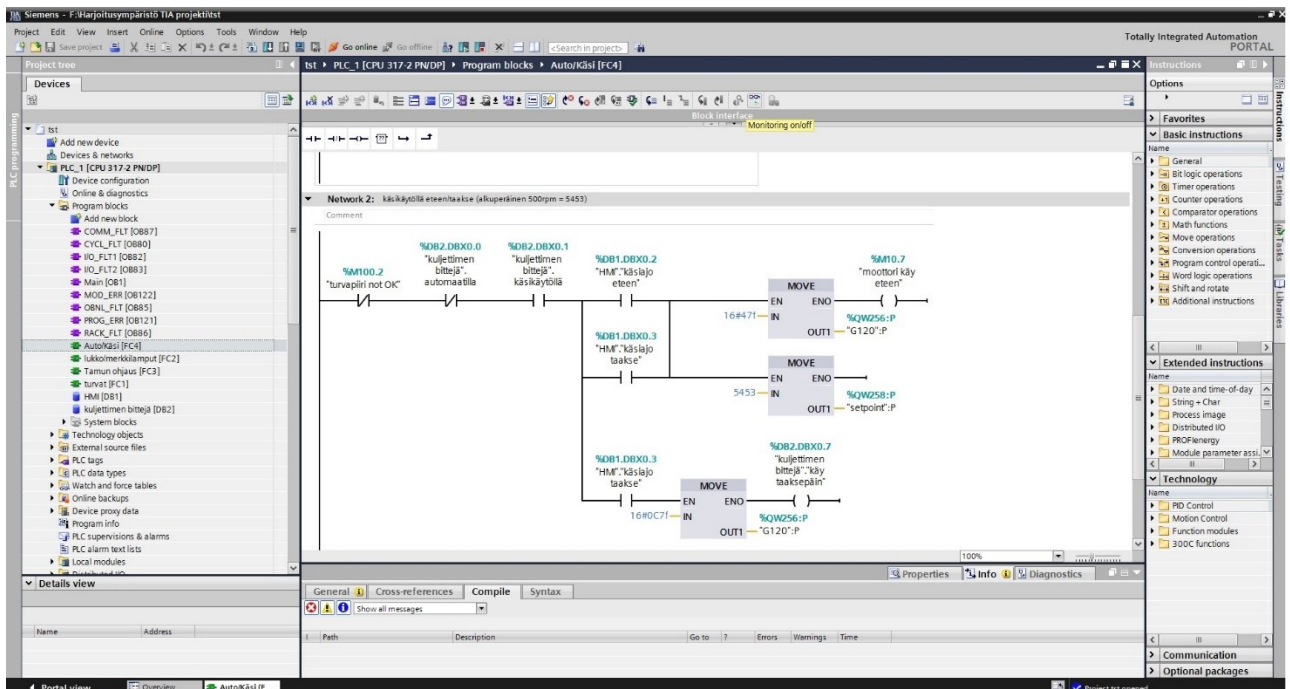 Siemens - F:\Harjoitusympäristö TIA projekti\tst
Project Edit View Insert Online Options Tools Window Help
Save project Go online Go offline <Search in project>
Totally Integrated Automation
PORTAL
Project tree
tst ▸ PLC_1 [CPU 317-2 PN/DP] ▸ Program blocks ▸ Auto/Käsi [FC4]
Instructions
Devices
Options
PLC programming
tst
Add new device
Devices & networks
PLC_1 [CPU 317-2 PN/DP]
Device configuration
Online & diagnostics
Program blocks
Add new block
COMM_FLT [OB87]
CYCL_FLT [OB80]
I/O_FLT1 [OB82]
I/O_FLT2 [OB83]
Main [OB1]
MOD_ERR [OB122]
OBNL_FLT [OB85]
PROG_ERR [OB121]
RACK_FLT [OB86]
Auto/Käsi [FC4]
lukko/merkkilamput [FC2]
Tamun ohjaus [FC3]
turvat [FC1]
HMI [DB1]
kuljettimen bittejä [DB2]
System blocks
Technology objects
External source files
PLC tags
PLC data types
Watch and force tables
Online backups
Device proxy data
Program info
PLC supervisions & alarms
PLC alarm text lists
Local modules
Distributed I/O
Details view
Name Address
Block interface
Monitoring on/off
Network 2: käsikäytöllä eteen/taakse (alkuperäinen 500rpm = 5453)
Comment
%M100.2
"turvapiiri not OK"
%DB2.DBX0.0
"kuljettimen
bittejä".
automaatilla
%DB2.DBX0.1
"kuljettimen
bittejä".
käsikäytöllä
%DB1.DBX0.2
"HMI"."käsiajo
eteen"
MOVE
EN ENO
16#47f IN
OUT1
%QW256:P
"G120":P
%M10.7
"moottori käy
eteen"
%DB1.DBX0.3
"HMI"."käsiajo
taakse"
MOVE
EN ENO
5453 IN
OUT1
%QW258:P
"setpoint":P
%DB1.DBX0.3
"HMI"."käsiajo
taakse"
MOVE
EN ENO
16#0C7f IN
OUT1
%QW256:P
"G120":P
%DB2.DBX0.7
"kuljettimen
bittejä"."käy
taaksepäin"
100%
Properties Info Diagnostics
General Cross-references Compile Syntax
Show all messages
! Path Description Go to ? Errors Warnings Time
Favorites
Basic instructions
Name
General
Bit logic operations
Timer operations
Counter operations
Comparator operations
Math functions
Move operations
Conversion operations
Program control operati...
Word logic operations
Shift and rotate
Additional instructions
Extended instructions
Name
Date and time-of-day
String + Char
Process image
Distributed I/O
PROFIenergy
Module parameter assi...
Technology
Name
PID Control
Motion Control
Function modules
300C functions
Communication
Optional packages
Instructions
Testing
Tasks
Libraries
Portal view Overview Auto/Käsi (F...
Project tst opened